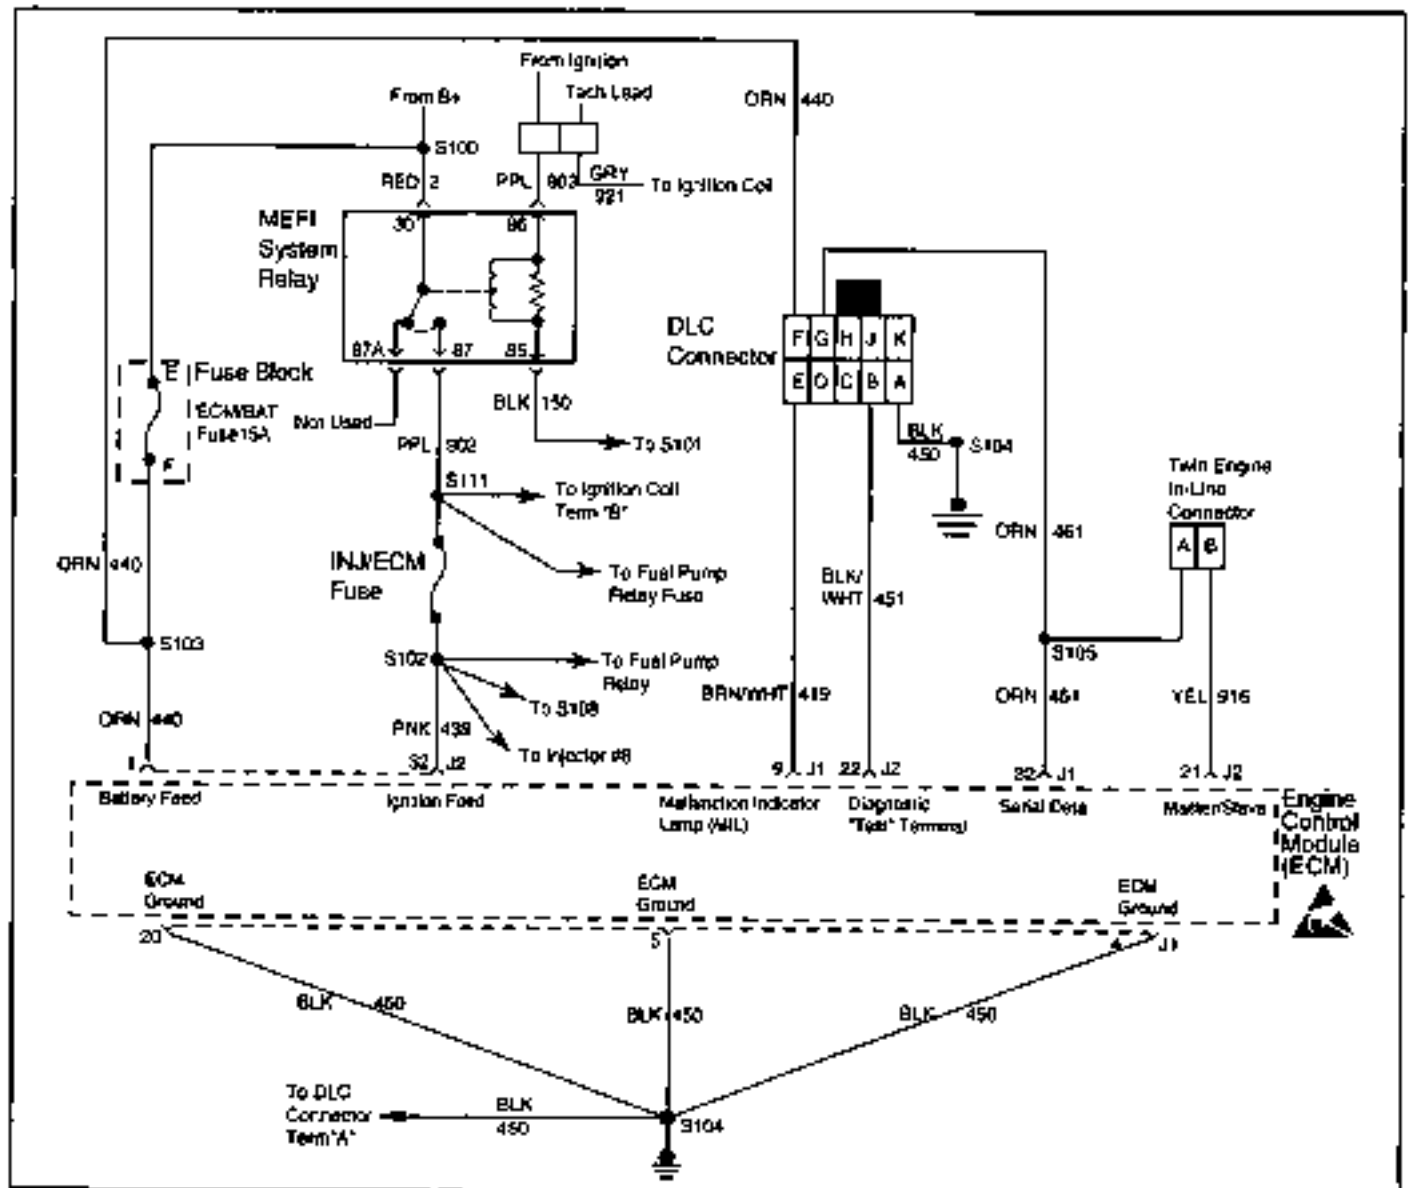 From Ignition
Tach Lead
From B+
ORN 440
S100
RED 2
PPL 903
GRY
921
To Ignition Coil
MEFI
System
Relay
30
86
87A
87
85
DLC
Connector
F G H J K
E D C B A
E
Fuse Block
ECM/BAT
Fuse 15A
F
Not Used
BLK 150
To S101
PPL 902
BLK
450
S104
S111
To Ignition Coil
Term "B"
Twin Engine
In-Line
Connector
A B
ORN 461
ORN 440
INJ/ECM
Fuse
To Fuel Pump
Relay Fuse
BLK/
WHT 451
S103
S102
To Fuel Pump
Relay
S105
To S108
BRN/WHT 419
ORN 461
YEL 916
ORN 440
PNK 439
To Injector #8
1
32 J2
9 J1
22 J2
32 J1
21 J2
Battery Feed
Ignition Feed
Malfunction Indicator
Lamp (MIL)
Diagnostic
"Test" Terminal
Serial Data
Master/Slave
Engine
Control
Module
(ECM)
ECM
Ground
ECM
Ground
ECM
Ground
20
5
4 J1
BLK 450
BLK 450
BLK 450
To DLC
Connector
Term "A"
BLK
450
S104